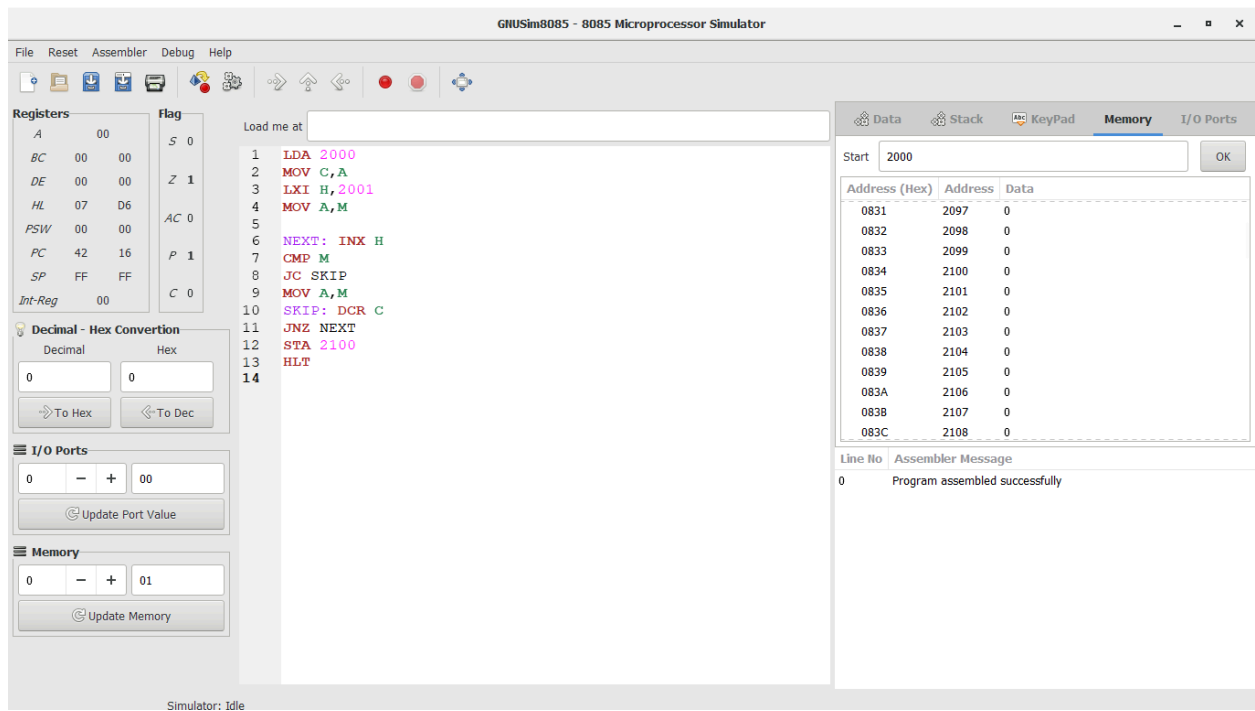 GNUSim8085 - 8085 Microprocessor Simulator
File Reset Assembler Debug Help
Registers
A 00
BC 00 00
DE 00 00
HL 07 D6
PSW 00 00
PC 42 16
SP FF FF
Int-Reg 00
Flag
S 0
Z 1
AC 0
P 1
C 0
Decimal - Hex Convertion
Decimal Hex
0 0
To Hex To Dec
I/O Ports
0 − + 00
Update Port Value
Memory
0 − + 01
Update Memory
Load me at
1 LDA 2000
2 MOV C,A
3 LXI H,2001
4 MOV A,M
5
6 NEXT: INX H
7 CMP M
8 JC SKIP
9 MOV A,M
10 SKIP: DCR C
11 JNZ NEXT
12 STA 2100
13 HLT
14
Data Stack Abc KeyPad Memory I/O Ports
Start 2000 OK
Address (Hex) Address Data
0831 2097 0
0832 2098 0
0833 2099 0
0834 2100 0
0835 2101 0
0836 2102 0
0837 2103 0
0838 2104 0
0839 2105 0
083A 2106 0
083B 2107 0
083C 2108 0
Line No Assembler Message
0 Program assembled successfully
Simulator: Idle